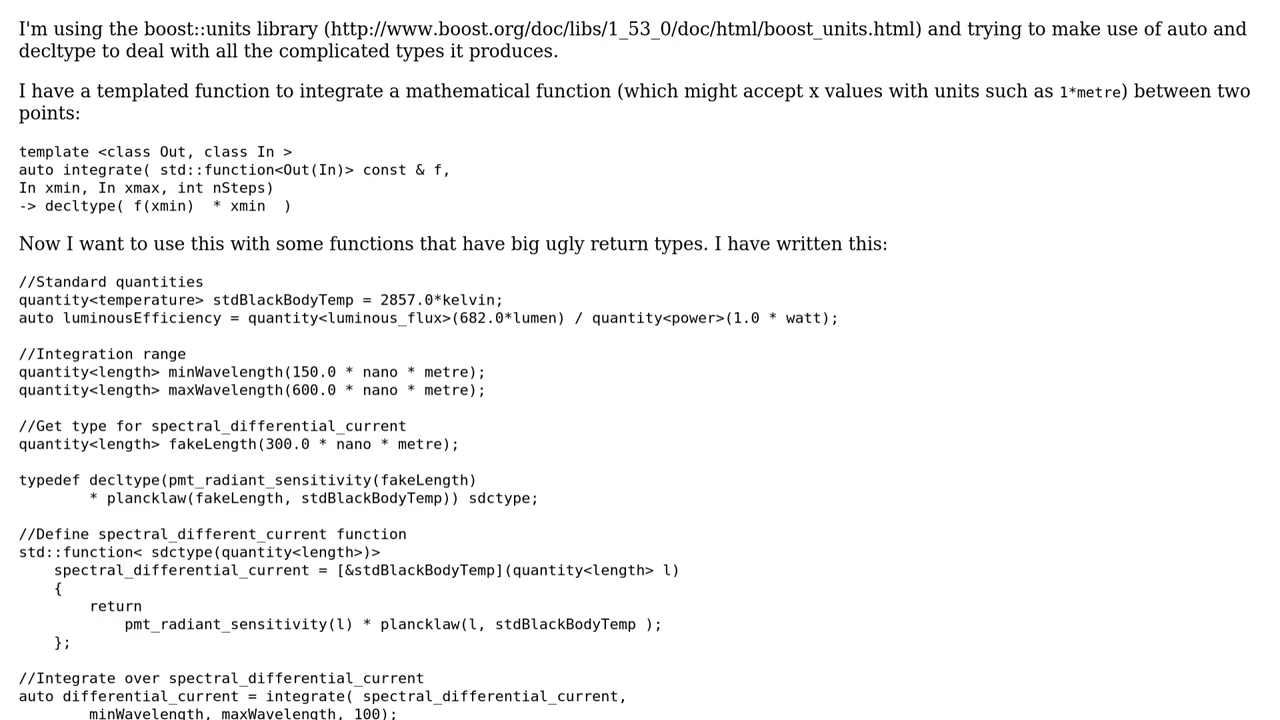 I'm using the boost::units library (http://www.boost.org/doc/libs/1_53_0/doc/html/boost_units.html) and trying to make use of auto and
decltype to deal with all the complicated types it produces.
I have a templated function to integrate a mathematical function (which might accept x values with units such as 1*metre) between two
points:
template <class Out, class In >
auto integrate( std::function<Out(In)> const & f,
In xmin, In xmax, int nSteps)
-> decltype( f(xmin)  * xmin  )
Now I want to use this with some functions that have big ugly return types. I have written this:
//Standard quantities
quantity<temperature> stdBlackBodyTemp = 2857.0*kelvin;
auto luminousEfficiency = quantity<luminous_flux>(682.0*lumen) / quantity<power>(1.0 * watt);
//Integration range
quantity<length> minWavelength(150.0 * nano * metre);
quantity<length> maxWavelength(600.0 * nano * metre);
//Get type for spectral_differential_current
quantity<length> fakeLength(300.0 * nano * metre);
typedef decltype(pmt_radiant_sensitivity(fakeLength)
        * plancklaw(fakeLength, stdBlackBodyTemp)) sdctype;
//Define spectral_different_current function
std::function< sdctype(quantity<length>)>
    spectral_differential_current = [&stdBlackBodyTemp](quantity<length> l)
    {
        return
            pmt_radiant_sensitivity(l) * plancklaw(l, stdBlackBodyTemp );
    };
//Integrate over spectral_differential_current
auto differential_current = integrate( spectral_differential_current,
        minWavelength, maxWavelength, 100);